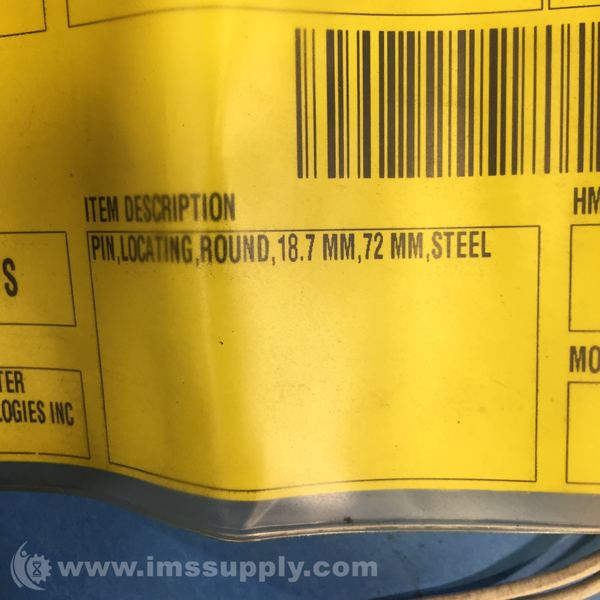 ITEM DESCRIPTION
HM
PIN,LOCATING,ROUND,18.7 MM,72 MM,STEEL
S
MO
TER
LOGIES INC
www.imssupply.com